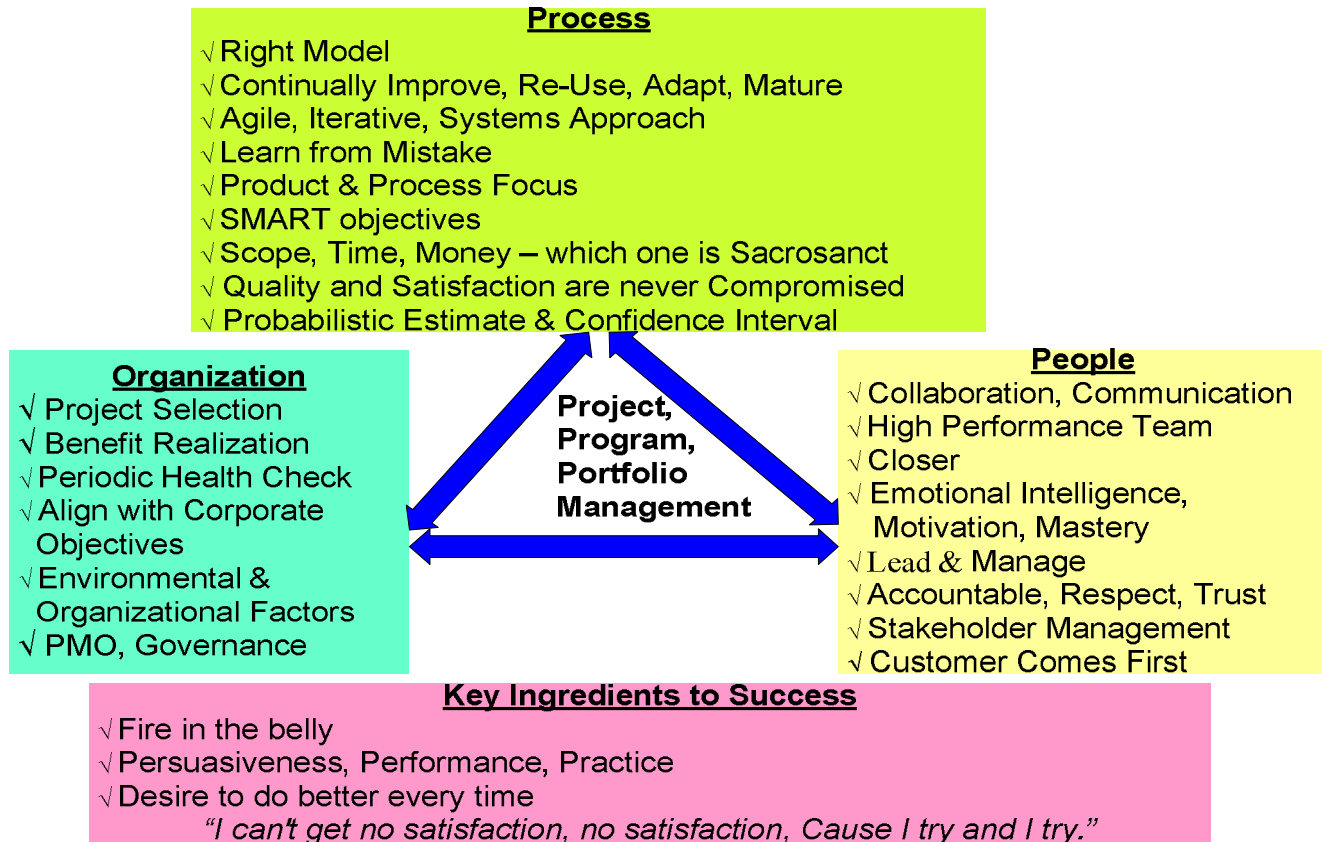 Process
√ Right Model
√ Continually Improve, Re-Use, Adapt, Mature
√ Agile, Iterative, Systems Approach
√ Learn from Mistake
√ Product & Process Focus
√ SMART objectives
√ Scope, Time, Money – which one is Sacrosanct
√ Quality and Satisfaction are never Compromised
√ Probabilistic Estimate & Confidence Interval
Organization
√ Project Selection
√ Benefit Realization
√ Periodic Health Check
√ Align with Corporate
Objectives
√ Environmental &
Organizational Factors
√ PMO, Governance
Project,
Program,
Portfolio
Management
People
√ Collaboration, Communication
√ High Performance Team
√ Closer
√ Emotional Intelligence,
Motivation, Mastery
√ Lead & Manage
√ Accountable, Respect, Trust
√ Stakeholder Management
√ Customer Comes First
Key Ingredients to Success
√ Fire in the belly
√ Persuasiveness, Performance, Practice
√ Desire to do better every time
“I can't get no satisfaction, no satisfaction, Cause I try and I try.”